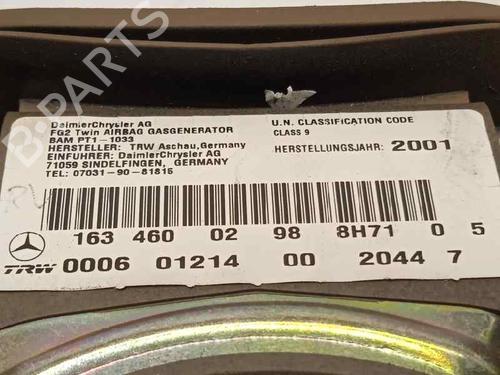 DaimlerChrysler AG
FG2 Twin AIRBAG GASGENERATOR
BAM PT1-1033
HERSTELLER: TRW Aschau,Germany
EINFUHRER: DaimlerChrysler AG
71059 SINDELFINGEN, GERMANY
TEL: 07031-90-81816
U.N. CLASSIFICATION CODE
CLASS 9
HERSTELLUNGSJAHR: 2001
163 460 02 98 8H71 0 5
TRW 0006 01214 00 2044 7
B-PARTS